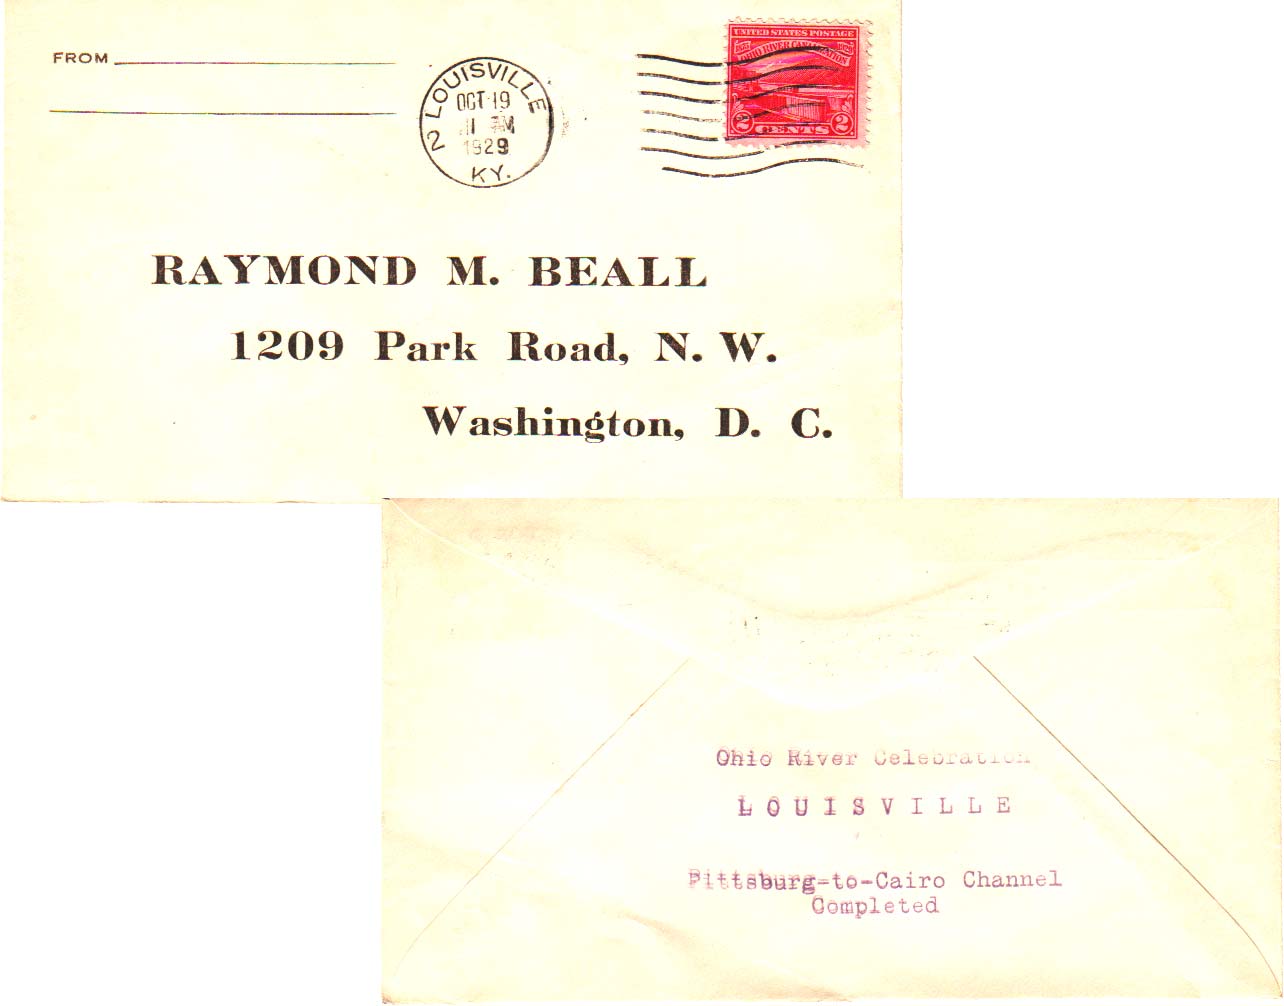 FROM
2 LOUISVILLE
OCT 19
11 AM
1929
KY.
UNITED STATES POSTAGE
OHIO RIVER CANALIZATION
2 CENTS 2
RAYMOND M. BEALL
1209 Park Road, N. W.
Washington, D. C.
Ohio River Celebration
LOUISVILLE
Pittsburg-to-Cairo Channel
Completed